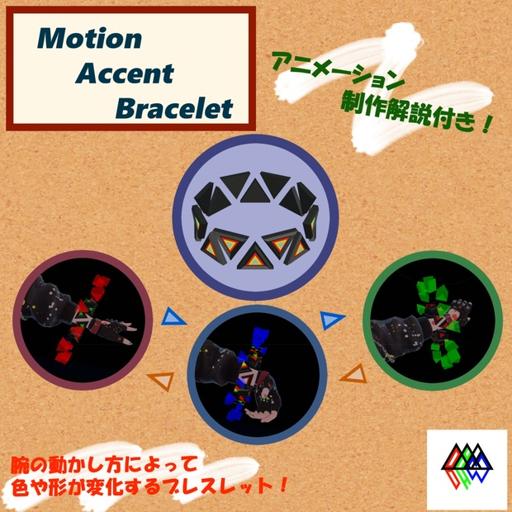 Motion
Accent
Bracelet
アニメーション
制作解説付き！
腕の動かし方によって
色や形が変化するブレスレット！